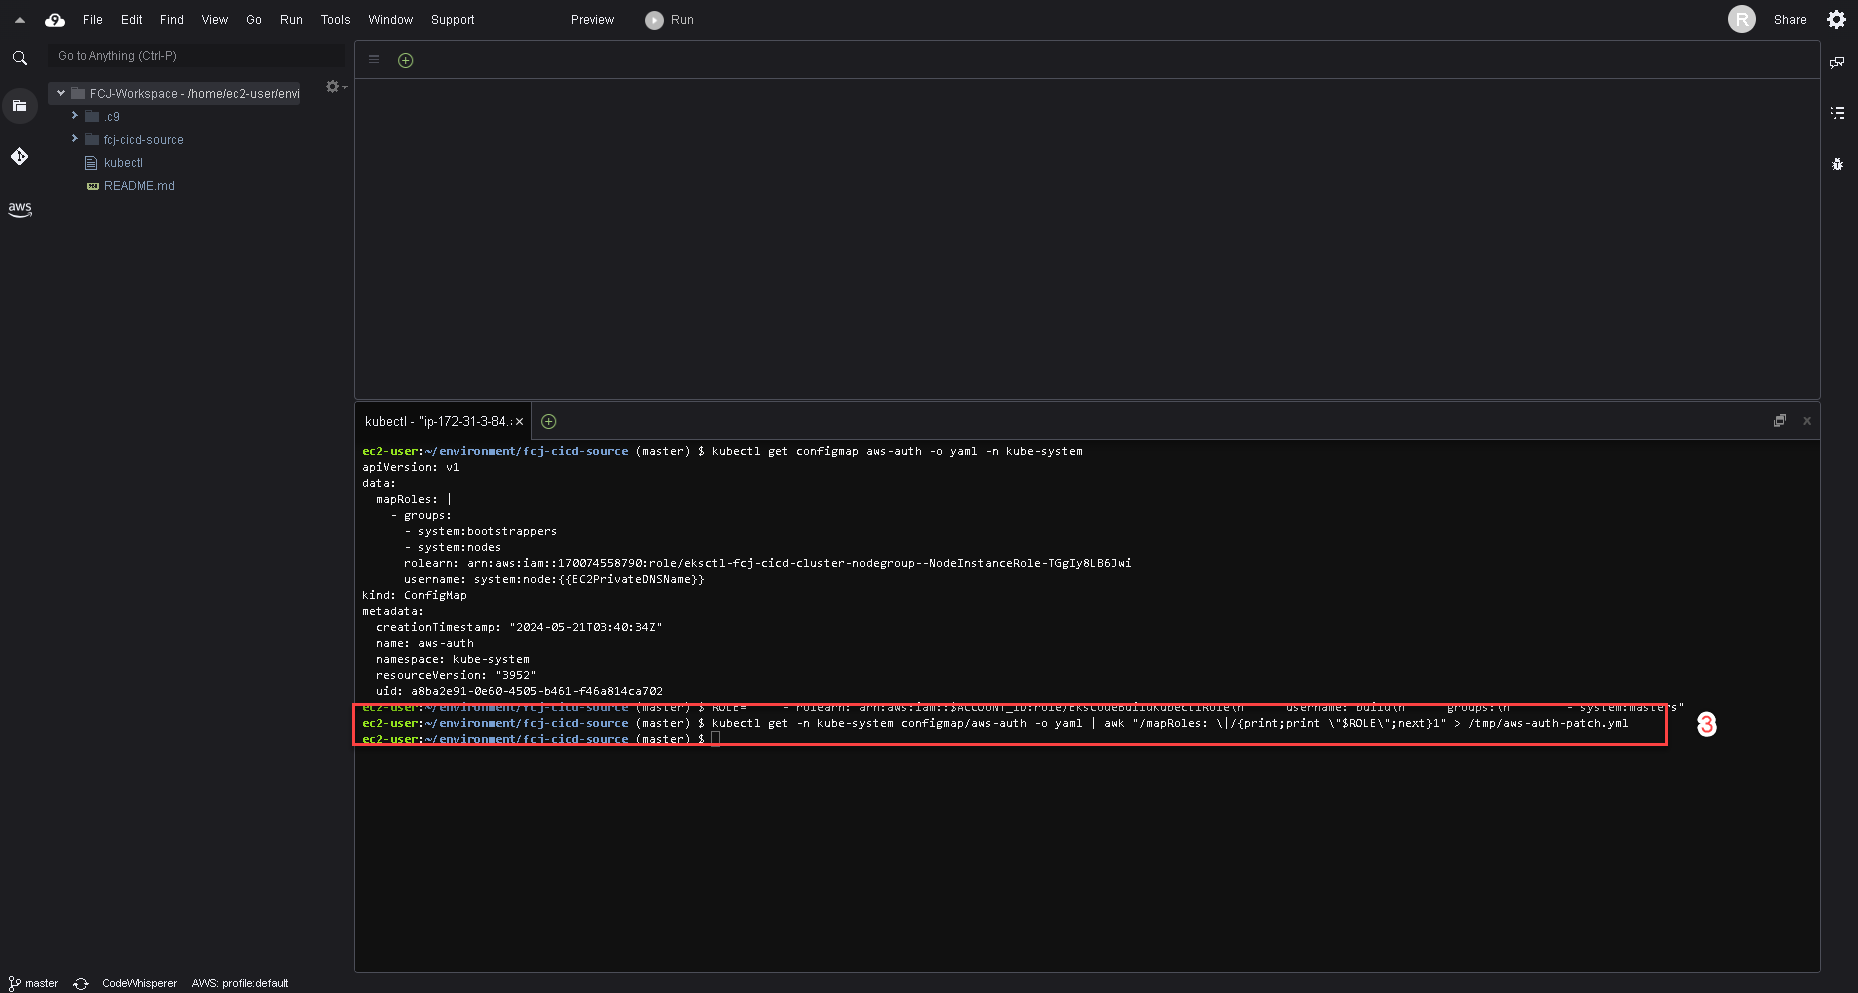 File Edit Find View Go Run Tools Window Support Preview Run R Share
Go to Anything (Ctrl-P)
FCJ-Workspace - /home/ec2-user/envi
.c9
fcj-cicd-source
kubectl
README.md
aws
kubectl - "ip-172-31-3-84.
ec2-user:~/environment/fcj-cicd-source (master) $ kubectl get configmap aws-auth -o yaml -n kube-system
apiVersion: v1
data:
  mapRoles: |
    - groups:
      - system:bootstrappers
      - system:nodes
      rolearn: arn:aws:iam::170074558790:role/eksctl-fcj-cicd-cluster-nodegroup--NodeInstanceRole-TGgIy8LB6Jwi
      username: system:node:{{EC2PrivateDNSName}}
kind: ConfigMap
metadata:
  creationTimestamp: "2024-05-21T03:40:34Z"
  name: aws-auth
  namespace: kube-system
  resourceVersion: "3952"
  uid: a8ba2e91-0e60-4505-b461-f46a814ca702
ec2-user:~/environment/fcj-cicd-source (master) $ ROLE="    - rolearn: arn:aws:iam::$ACCOUNT_ID:role/EksCodeBuildKubectlRole\n      username: build\n      groups:\n        - system:masters"
ec2-user:~/environment/fcj-cicd-source (master) $ kubectl get -n kube-system configmap/aws-auth -o yaml | awk "/mapRoles: \|/{print;print \"$ROLE\";next}1" > /tmp/aws-auth-patch.yml
3
ec2-user:~/environment/fcj-cicd-source (master) $
master CodeWhisperer AWS: profile:default